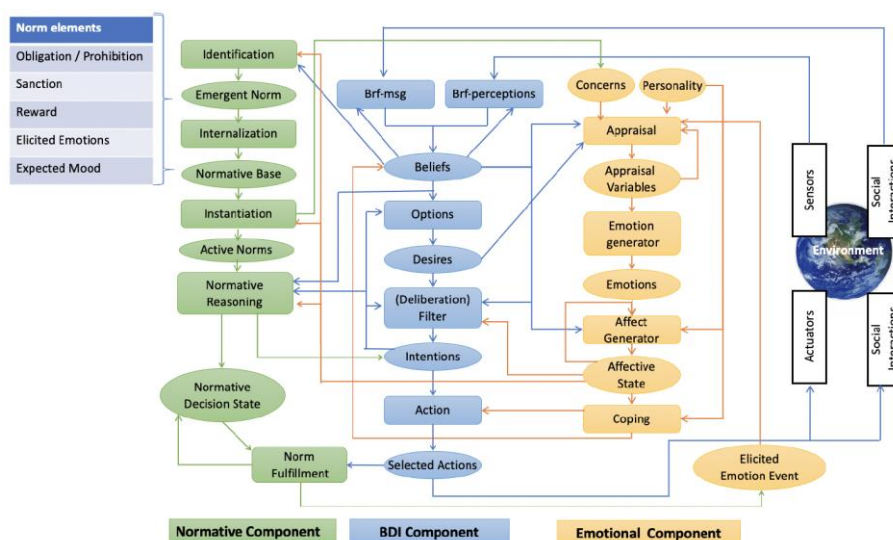 Norm elements
Obligation / Prohibition
Sanction
Reward
Elicited Emotions
Expected Mood
Identification
Emergent Norm
Internalization
Normative Base
Instantiation
Active Norms
Normative
Reasoning
Normative
Decision State
Norm
Fulfillment
Brf-msg
Brf-perceptions
Beliefs
Options
Desires
(Deliberation)
Filter
Intentions
Action
Selected Actions
Concerns
Personality
Appraisal
Appraisal
Variables
Emotion
generator
Emotions
Affect
Generator
Affective
State
Coping
Elicited
Emotion Event
Sensors
Social
Interactions
Environment
Actuators
Social
Interactions
Normative Component
BDI Component
Emotional Component